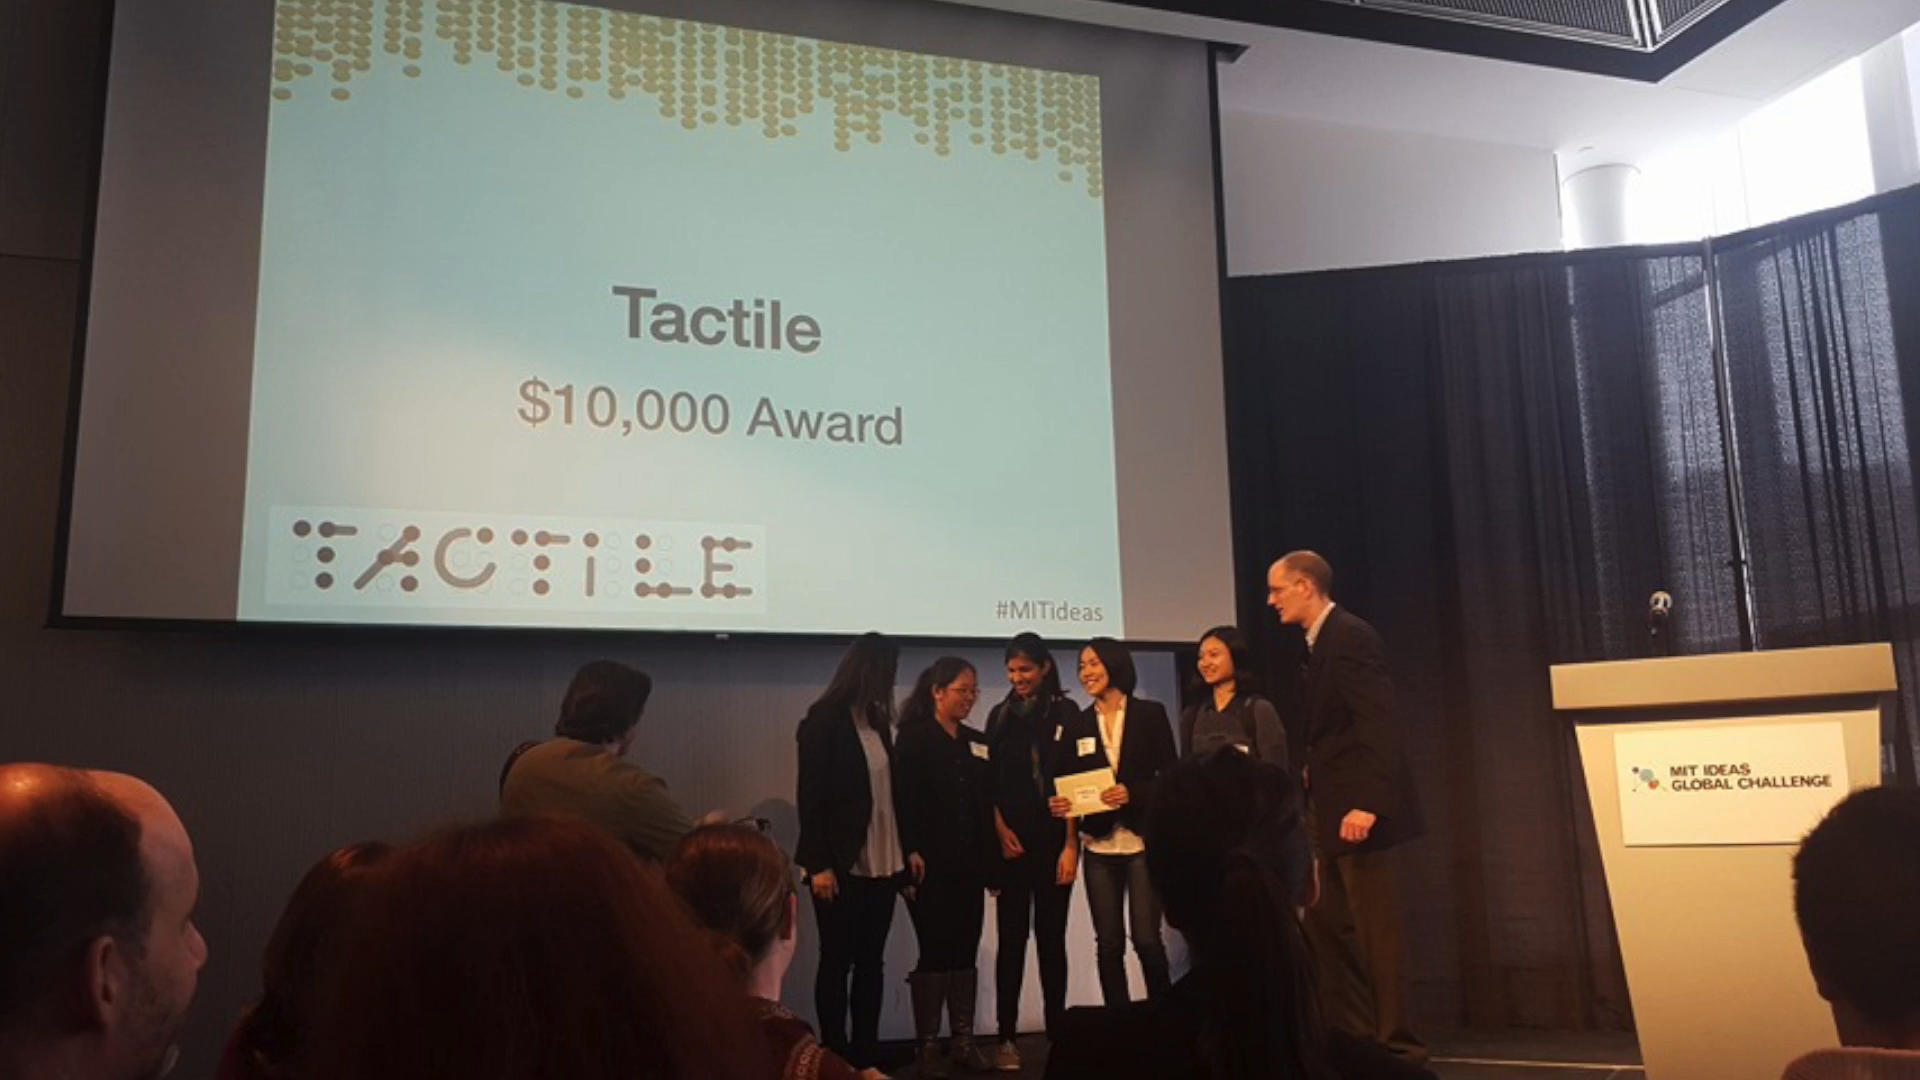 Tactile
$10,000 Award
TACTiLE
#MITideas
MIT IDEAS
GLOBAL CHALLENGE